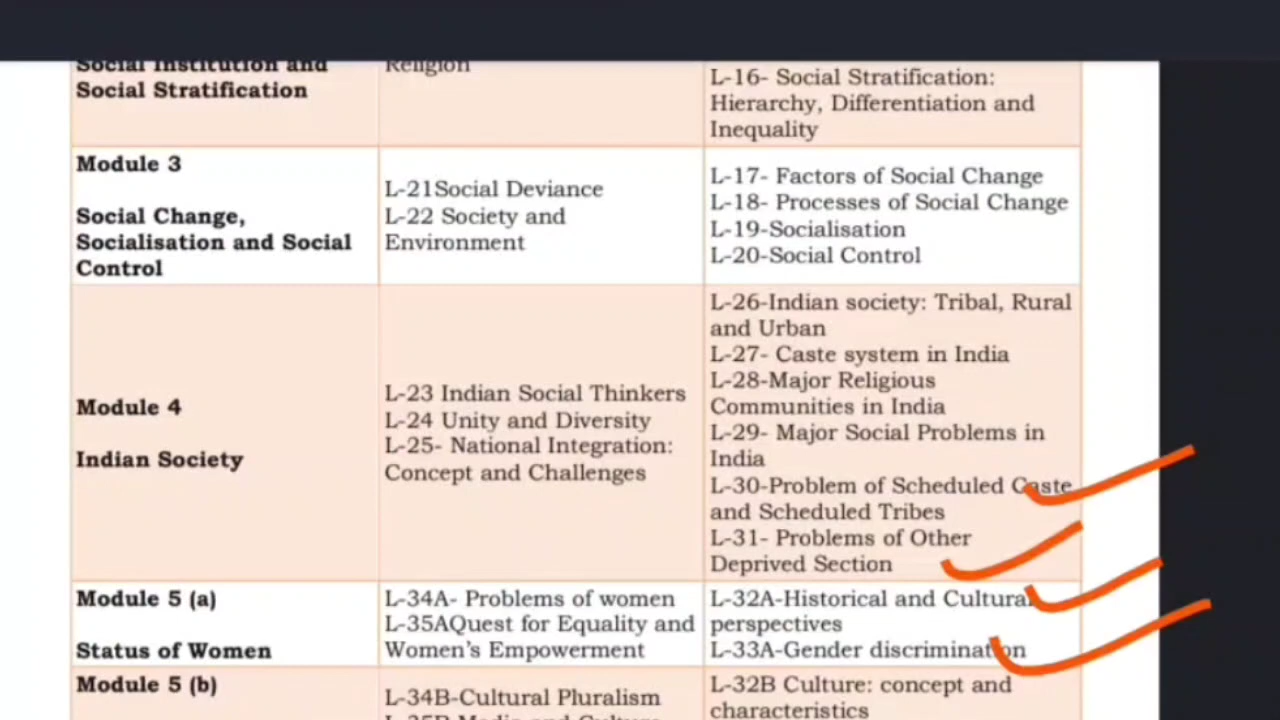 Social Institution and
Social Stratification
Religion
L-16- Social Stratification:
Hierarchy, Differentiation and
Inequality
Module 3
Social Change,
Socialisation and Social
Control
L-21Social Deviance
L-22 Society and
Environment
L-17- Factors of Social Change
L-18- Processes of Social Change
L-19-Socialisation
L-20-Social Control
Module 4
Indian Society
L-23 Indian Social Thinkers
L-24 Unity and Diversity
L-25- National Integration:
Concept and Challenges
L-26-Indian society: Tribal, Rural
and Urban
L-27- Caste system in India
L-28-Major Religious
Communities in India
L-29- Major Social Problems in
India
L-30-Problem of Scheduled Caste
and Scheduled Tribes
L-31- Problems of Other
Deprived Section
Module 5 (a)
Status of Women
L-34A- Problems of women
L-35AQuest for Equality and
Women's Empowerment
L-32A-Historical and Cultural
perspectives
L-33A-Gender discrimination
Module 5 (b)
L-34B-Cultural Pluralism
L-35B Media and Culture
L-32B Culture: concept and
characteristics